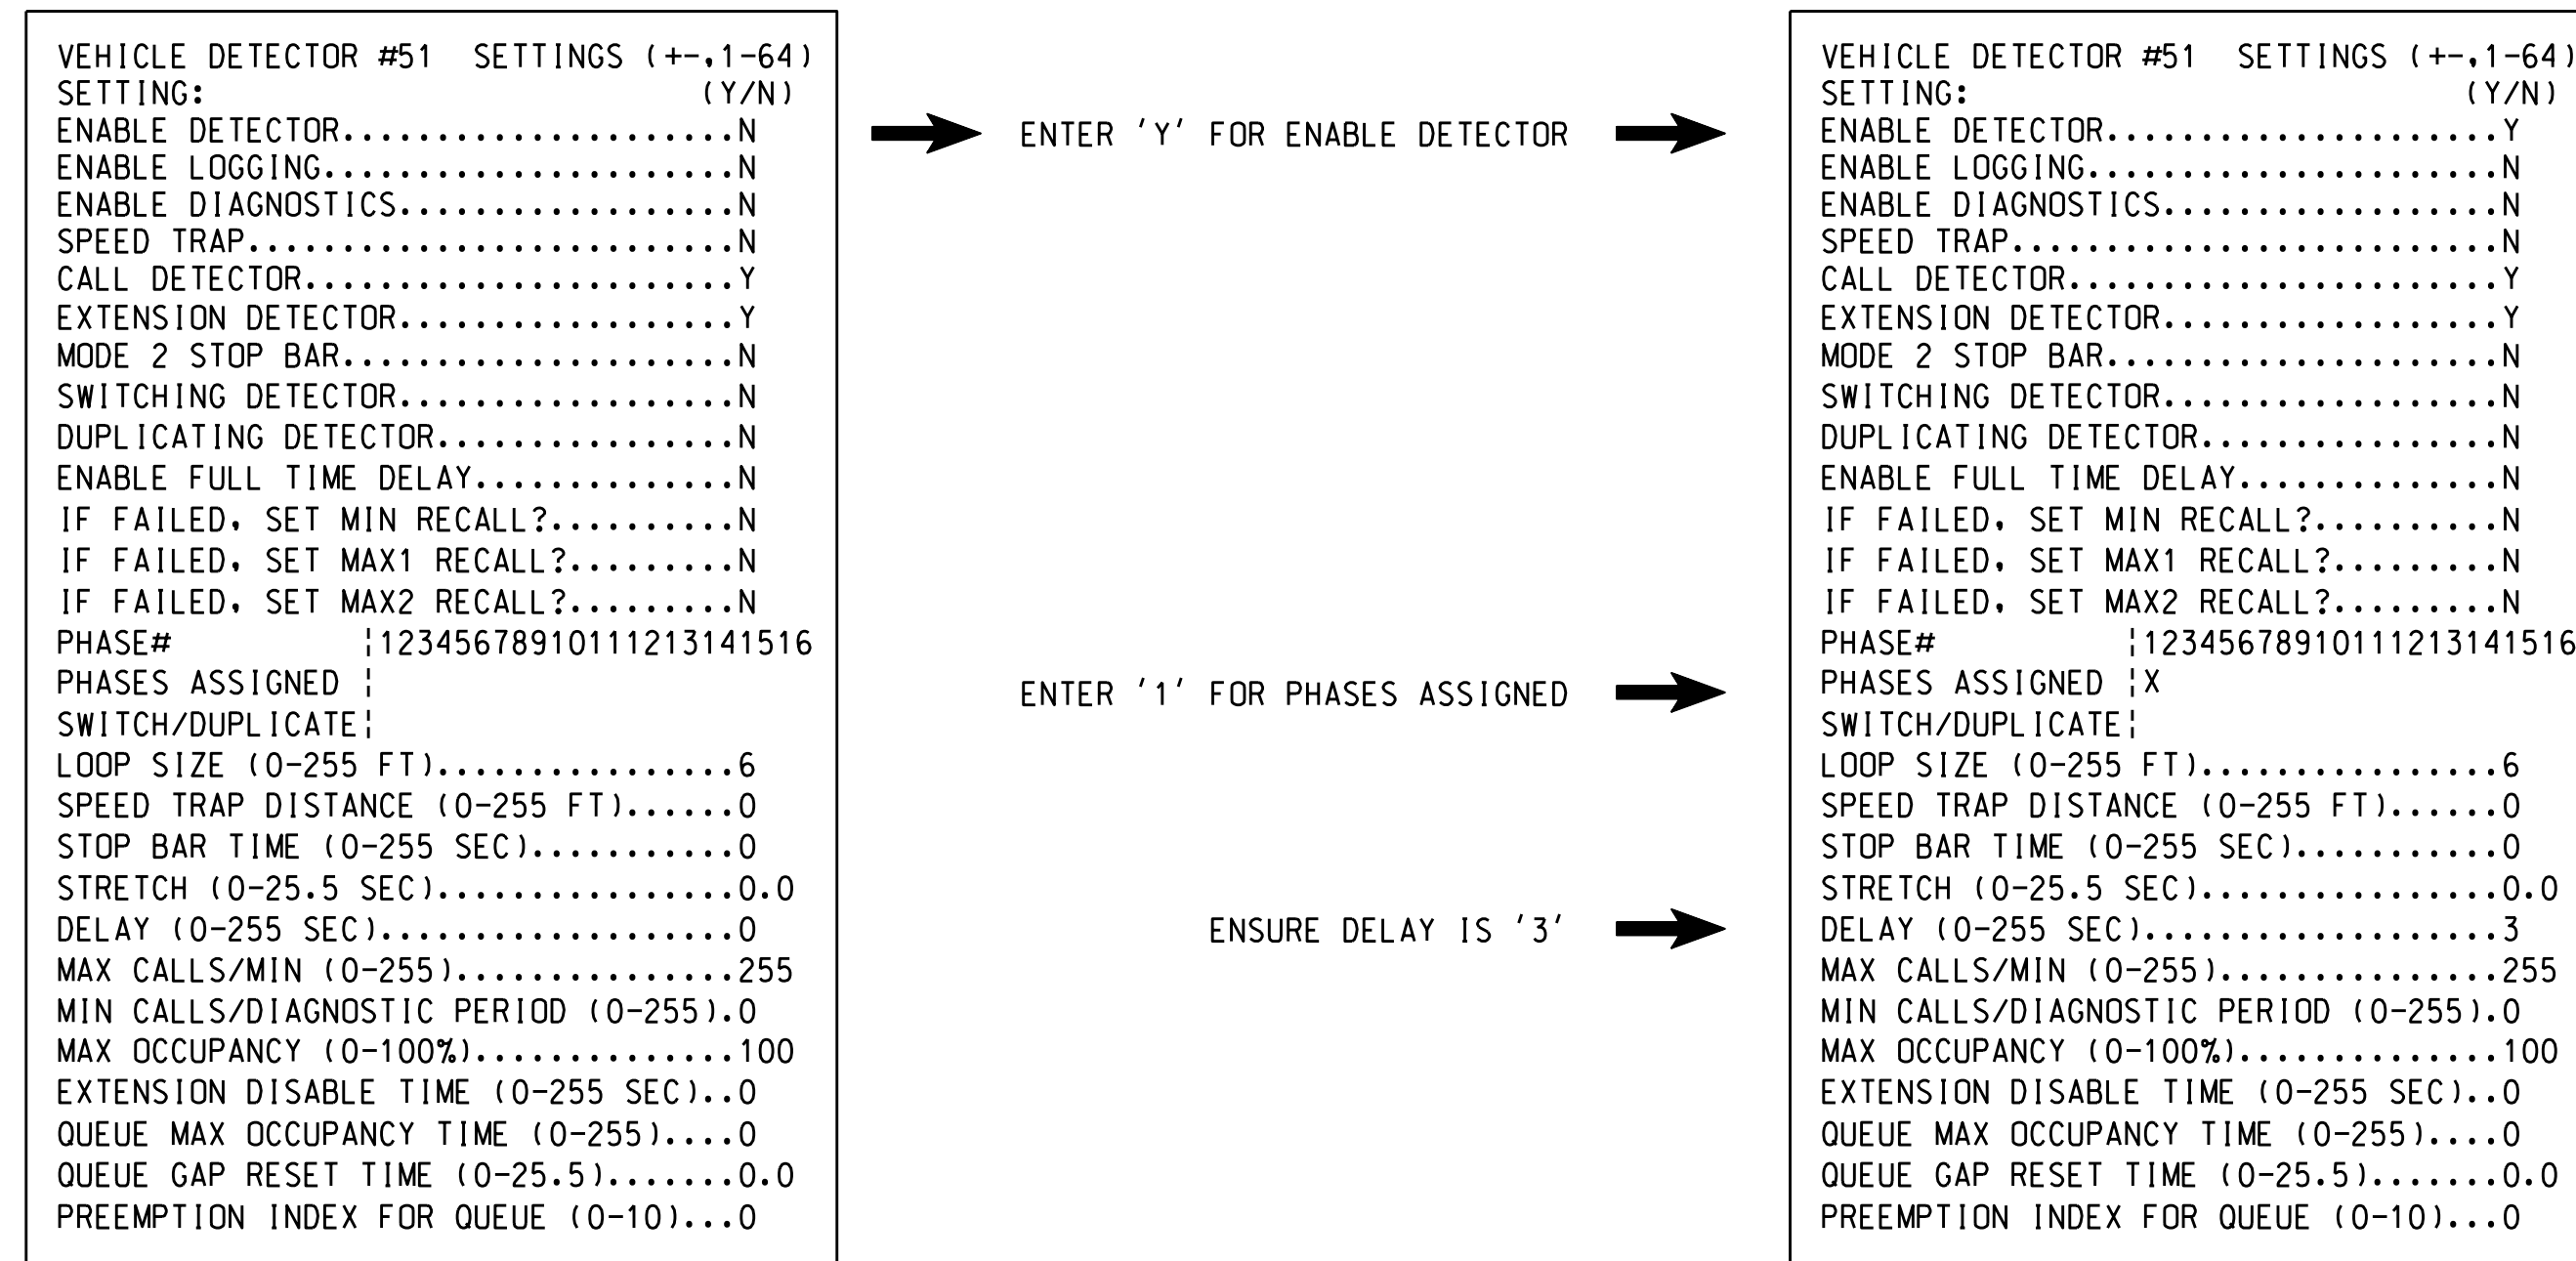 VEHICLE DETECTOR #51  SETTINGS (+-,1-64)
SETTING:                          (Y/N)
ENABLE DETECTOR.....................N
ENABLE LOGGING......................N
ENABLE DIAGNOSTICS..................N
SPEED TRAP..........................N
CALL DETECTOR.......................Y
EXTENSION DETECTOR..................Y
MODE 2 STOP BAR.....................N
SWITCHING DETECTOR..................N
DUPLICATING DETECTOR................N
ENABLE FULL TIME DELAY..............N
IF FAILED, SET MIN RECALL?..........N
IF FAILED, SET MAX1 RECALL?.........N
IF FAILED, SET MAX2 RECALL?.........N
PHASE#          ¦12345678910111213141516
PHASES ASSIGNED ¦
SWITCH/DUPLICATE¦
LOOP SIZE (0-255 FT)................6
SPEED TRAP DISTANCE (0-255 FT)......0
STOP BAR TIME (0-255 SEC)...........0
STRETCH (0-25.5 SEC)................0.0
DELAY (0-255 SEC)...................0
MAX CALLS/MIN (0-255)...............255
MIN CALLS/DIAGNOSTIC PERIOD (0-255).0
MAX OCCUPANCY (0-100%)..............100
EXTENSION DISABLE TIME (0-255 SEC)..0
QUEUE MAX OCCUPANCY TIME (0-255)....0
QUEUE GAP RESET TIME (0-25.5).......0.0
PREEMPTION INDEX FOR QUEUE (0-10)...0
ENTER 'Y' FOR ENABLE DETECTOR
ENTER '1' FOR PHASES ASSIGNED
ENSURE DELAY IS '3'
VEHICLE DETECTOR #51  SETTINGS (+-,1-64)
SETTING:                          (Y/N)
ENABLE DETECTOR.....................Y
ENABLE LOGGING......................N
ENABLE DIAGNOSTICS..................N
SPEED TRAP..........................N
CALL DETECTOR.......................Y
EXTENSION DETECTOR..................Y
MODE 2 STOP BAR.....................N
SWITCHING DETECTOR..................N
DUPLICATING DETECTOR................N
ENABLE FULL TIME DELAY..............N
IF FAILED, SET MIN RECALL?..........N
IF FAILED, SET MAX1 RECALL?.........N
IF FAILED, SET MAX2 RECALL?.........N
PHASE#          ¦12345678910111213141516
PHASES ASSIGNED ¦X
SWITCH/DUPLICATE¦
LOOP SIZE (0-255 FT)................6
SPEED TRAP DISTANCE (0-255 FT)......0
STOP BAR TIME (0-255 SEC)...........0
STRETCH (0-25.5 SEC)................0.0
DELAY (0-255 SEC)...................3
MAX CALLS/MIN (0-255)...............255
MIN CALLS/DIAGNOSTIC PERIOD (0-255).0
MAX OCCUPANCY (0-100%)..............100
EXTENSION DISABLE TIME (0-255 SEC)..0
QUEUE MAX OCCUPANCY TIME (0-255)....0
QUEUE GAP RESET TIME (0-25.5).......0.0
PREEMPTION INDEX FOR QUEUE (0-10)...0